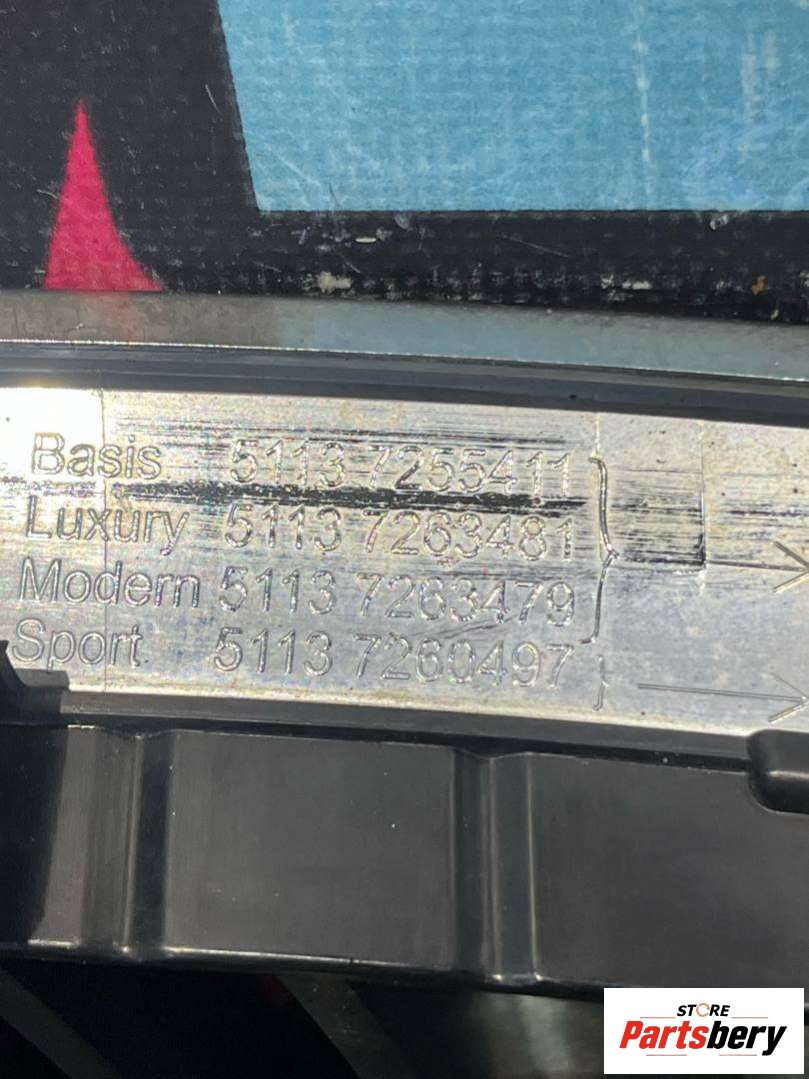 Basis 5113 7255411
Luxury 5113 7263481
Modern 5113 7263479
Sport 5113 7260497
STORE
Partsbery